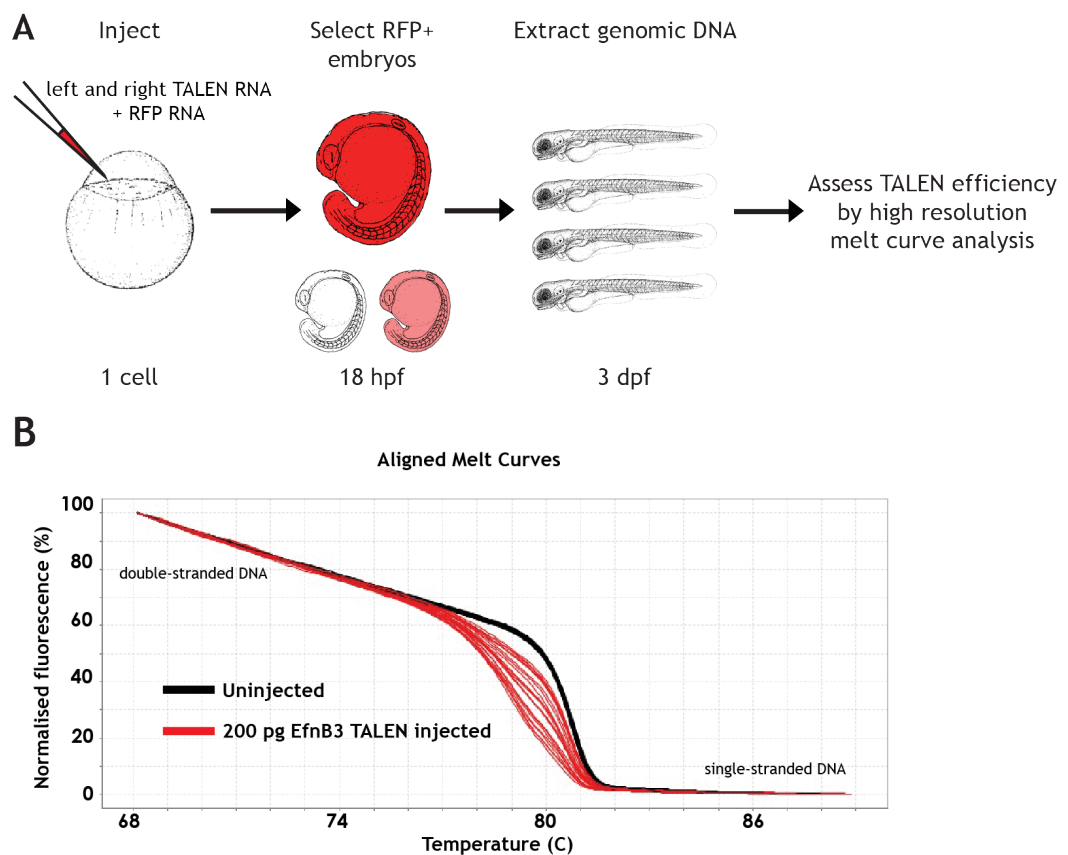 A
Inject
Select RFP+
embryos
Extract genomic DNA
left and right TALEN RNA
+ RFP RNA
Assess TALEN efficiency
by high resolution
melt curve analysis
1 cell
18 hpf
3 dpf
B
Aligned Melt Curves
Normalised fluorescence (%)
100
80
60
40
20
0
double-stranded DNA
Uninjected
200 pg EfnB3 TALEN injected
single-stranded DNA
68
74
80
86
Temperature (C)